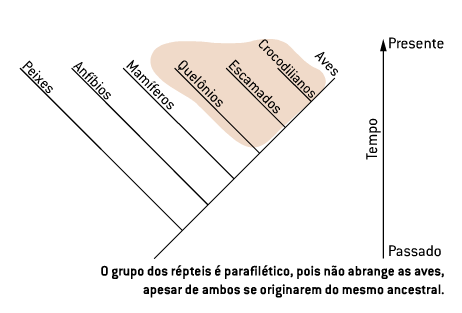 Peixes
Anfíbios
Mamíferos
Quelônios
Escamados
Crocodilianos
Aves
Presente
Tempo
Passado
O grupo dos répteis é parafilético, pois não abrange as aves,
apesar de ambos se originarem do mesmo ancestral.